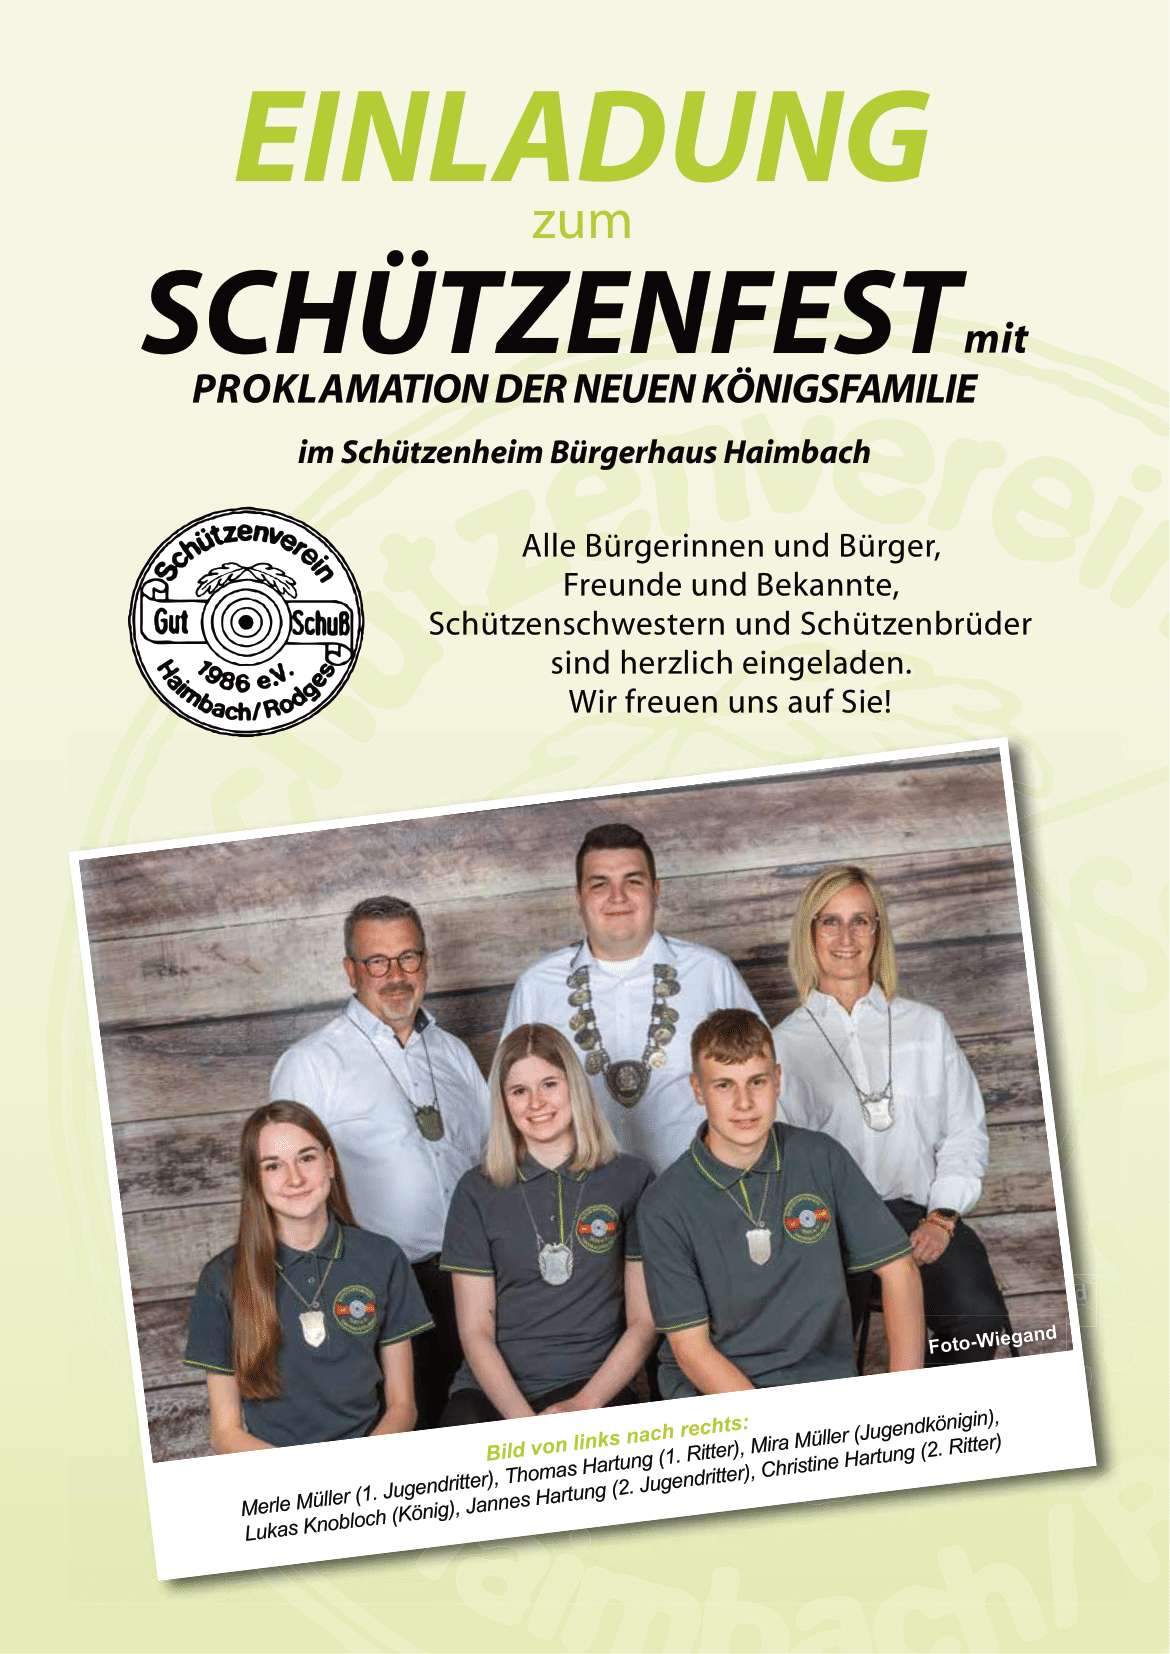 EINLADUNG
zum
SCHÜTZENFEST mit
PROKLAMATION DER NEUEN KÖNIGSFAMILIE
im Schützenheim Bürgerhaus Haimbach
Schützenverein
Gut Schuß
1986 e.V.
Haimbach/Rodges
Alle Bürgerinnen und Bürger,
Freunde und Bekannte,
Schützenschwestern und Schützenbrüder
sind herzlich eingeladen.
Wir freuen uns auf Sie!
Foto-Wiegand
Bild von links nach rechts:
Merle Müller (1. Jugendritter), Thomas Hartung (1. Ritter), Mira Müller (Jugendkönigin),
Lukas Knobloch (König), Jannes Hartung (2. Jugendritter), Christine Hartung (2. Ritter)